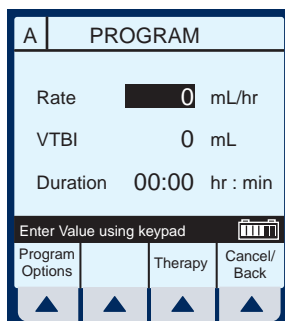 A PROGRAM
Rate 0 mL/hr
VTBI 0 mL
Duration 00:00 hr : min
Enter Value using keypad
Program Options Therapy Cancel/ Back